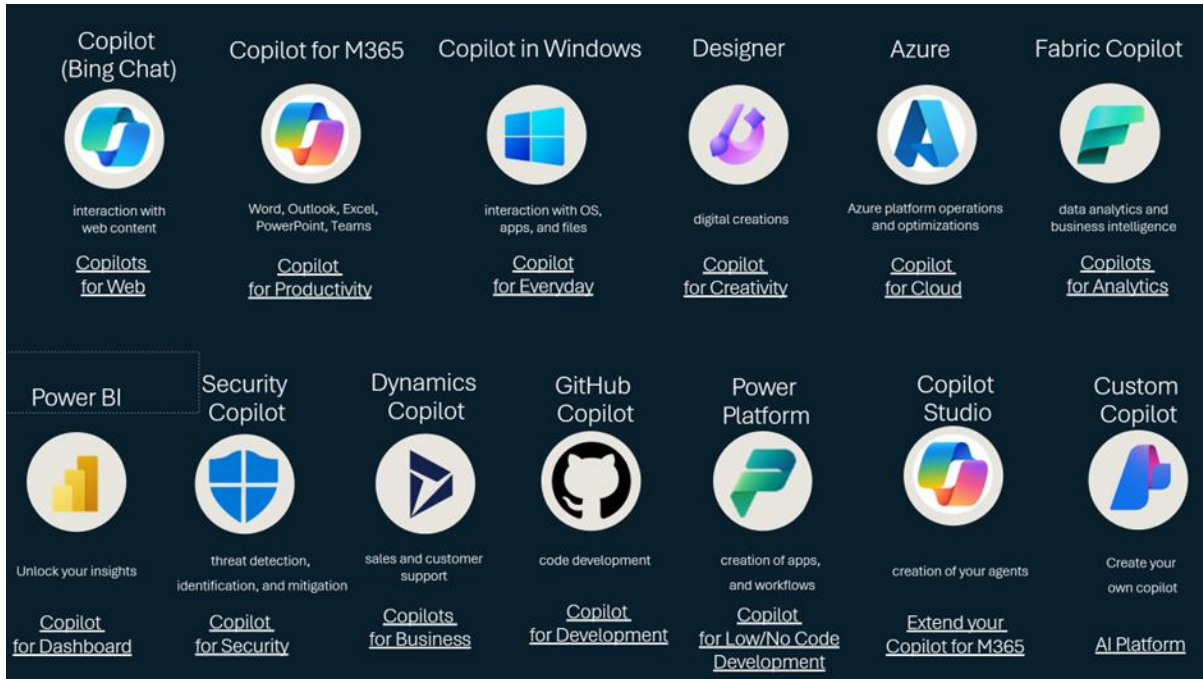 Copilot
(Bing Chat)
interaction with
web content
Copilots
for Web
Copilot for M365
Word, Outlook, Excel,
PowerPoint, Teams
Copilot
for Productivity
Copilot in Windows
interaction with OS,
apps, and files
Copilot
for Everyday
Designer
digital creations
Copilot
for Creativity
Azure
Azure platform operations
and optimizations
Copilot
for Cloud
Fabric Copilot
data analytics and
business intelligence
Copilots
for Analytics
Power BI
Unlock your insights
Copilot
for Dashboard
Security
Copilot
threat detection,
identification, and mitigation
Copilot
for Security
Dynamics
Copilot
sales and customer
support
Copilots
for Business
GitHub
Copilot
code development
Copilot
for Development
Power
Platform
creation of apps,
and workflows
Copilot
for Low/No Code
Development
Copilot
Studio
creation of your agents
Extend your
Copilot for M365
Custom
Copilot
Create your
own copilot
AI Platform